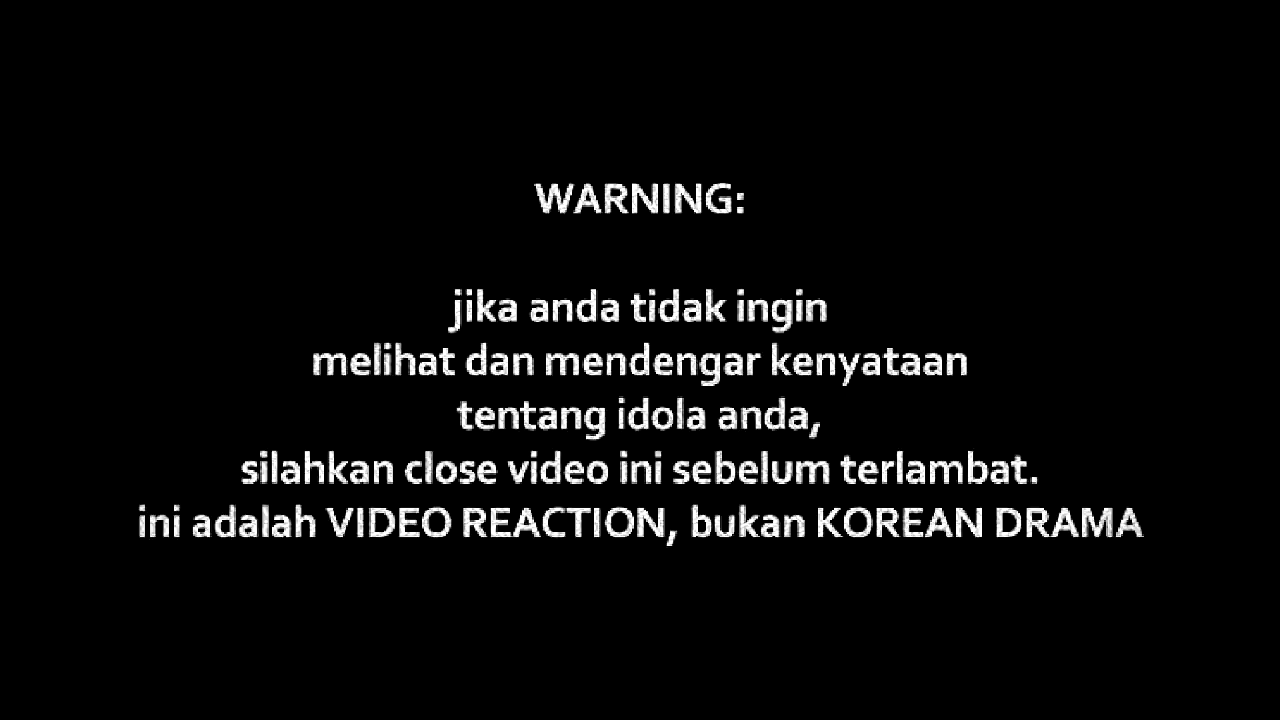 WARNING:
jika anda tidak ingin
melihat dan mendengar kenyataan
tentang idola anda,
silahkan close video ini sebelum terlambat.
ini adalah VIDEO REACTION, bukan KOREAN DRAMA